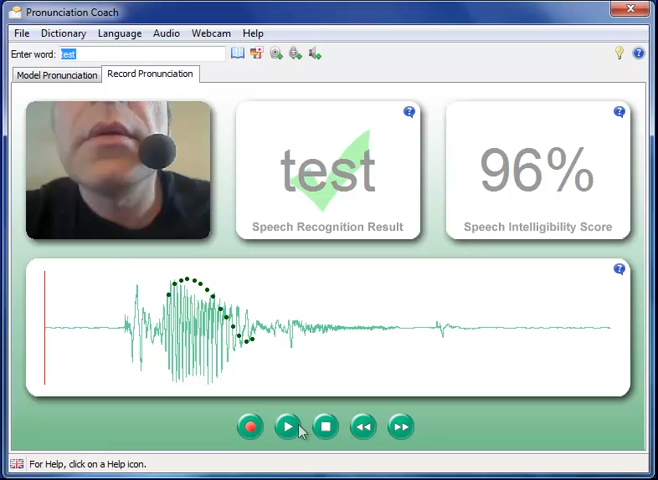 Pronunciation Coach
File Dictionary Language Audio Webcam Help
Enter word: test
Model Pronunciation Record Pronunciation
test
Speech Recognition Result
96%
Speech Intelligibility Score
For Help, click on a Help icon.